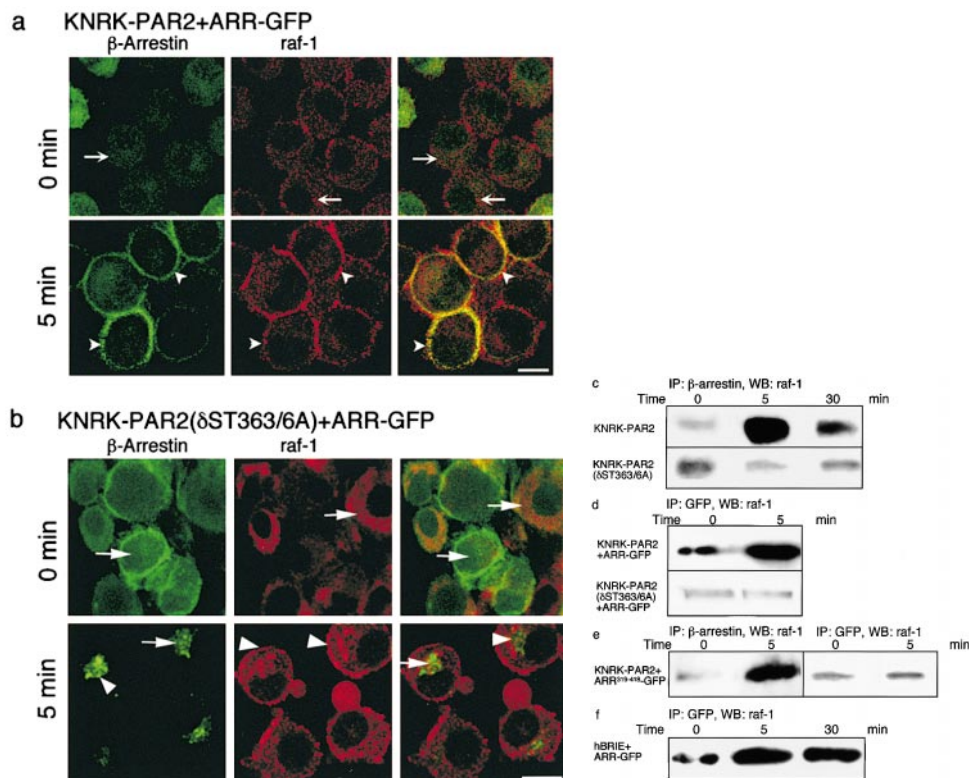 a KNRK-PAR2+ARR-GFP
β-Arrestin raf-1
0 min
5 min
b KNRK-PAR2(δST363/6A)+ARR-GFP
β-Arrestin raf-1
0 min
5 min
c IP: β-arrestin, WB: raf-1
Time 0 5 30 min
KNRK-PAR2
KNRK-PAR2
(δST363/6A)
d IP: GFP, WB: raf-1
Time 0 5 min
KNRK-PAR2
+ARR-GFP
KNRK-PAR2
(δST363/6A)
+ARR-GFP
e IP: β-arrestin, WB: raf-1 IP: GFP, WB: raf-1
Time 0 5 0 5 min
KNRK-PAR2+
ARR319-418-GFP
f IP: GFP, WB: raf-1
Time 0 5 30 min
hBRIE+
ARR-GFP